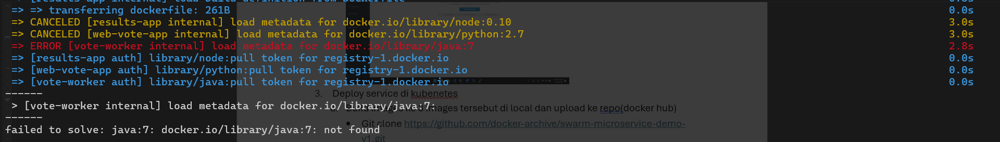 => => transferring dockerfile: 261B 0.0s
=> CANCELED [results-app internal] load metadata for docker.io/library/node:0.10 3.0s
=> CANCELED [web-vote-app internal] load metadata for docker.io/library/python:2.7 3.0s
=> ERROR [vote-worker internal] load metadata for docker.io/library/java:7 2.8s
=> [results-app auth] library/node:pull token for registry-1.docker.io 0.0s
=> [web-vote-app auth] library/python:pull token for registry-1.docker.io 0.0s
=> [vote-worker auth] library/java:pull token for registry-1.docker.io 0.0s
------
3. Deploy service di kubenetes
> [vote-worker internal] load metadata for docker.io/library/java:7:
images tersebut di local dan upload ke repo(docker hub)
------
• Git clone https://github.com/docker-archive/swarm-microservice-demo-
failed to solve: java:7: docker.io/library/java:7: not found
v1.git